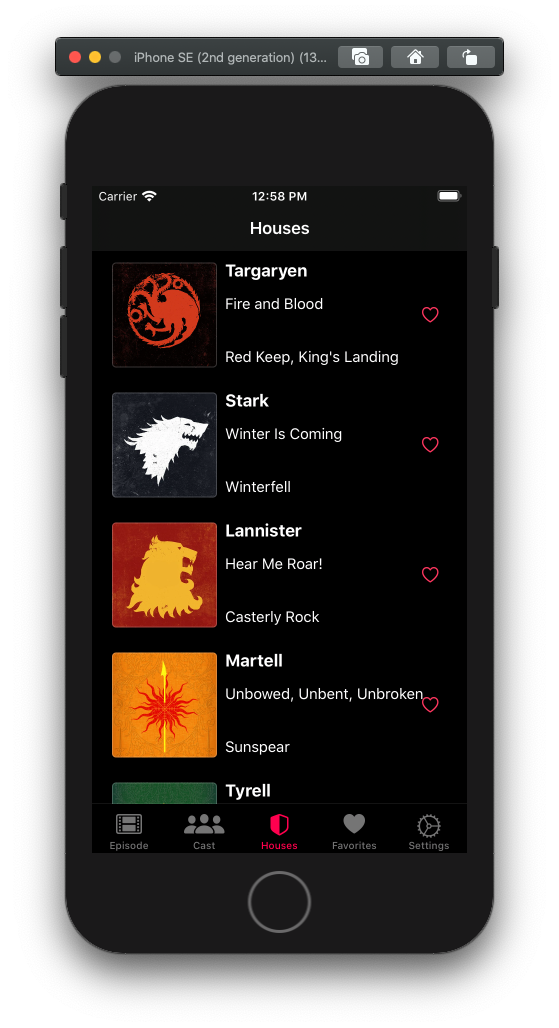 iPhone SE (2nd generation) (13...
Carrier
12:58 PM
Houses
Targaryen
Fire and Blood
Red Keep, King's Landing
Stark
Winter Is Coming
Winterfell
Lannister
Hear Me Roar!
Casterly Rock
Martell
Unbowed, Unbent, Unbroken
Sunspear
Tyrell
Episode
Cast
Houses
Favorites
Settings